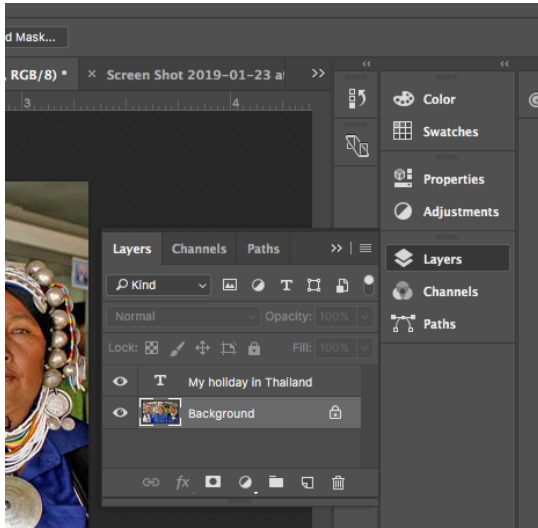 d Mask...
, RGB/8) * × Screen Shot 2019-01-23 a >>
3 4
Color
Swatches
Properties
Adjustments
Layers
Channels
Paths
Layers Channels Paths
Kind
Normal Opacity: 100%
Lock: Fill: 100%
T My holiday in Thailand
Background
fx